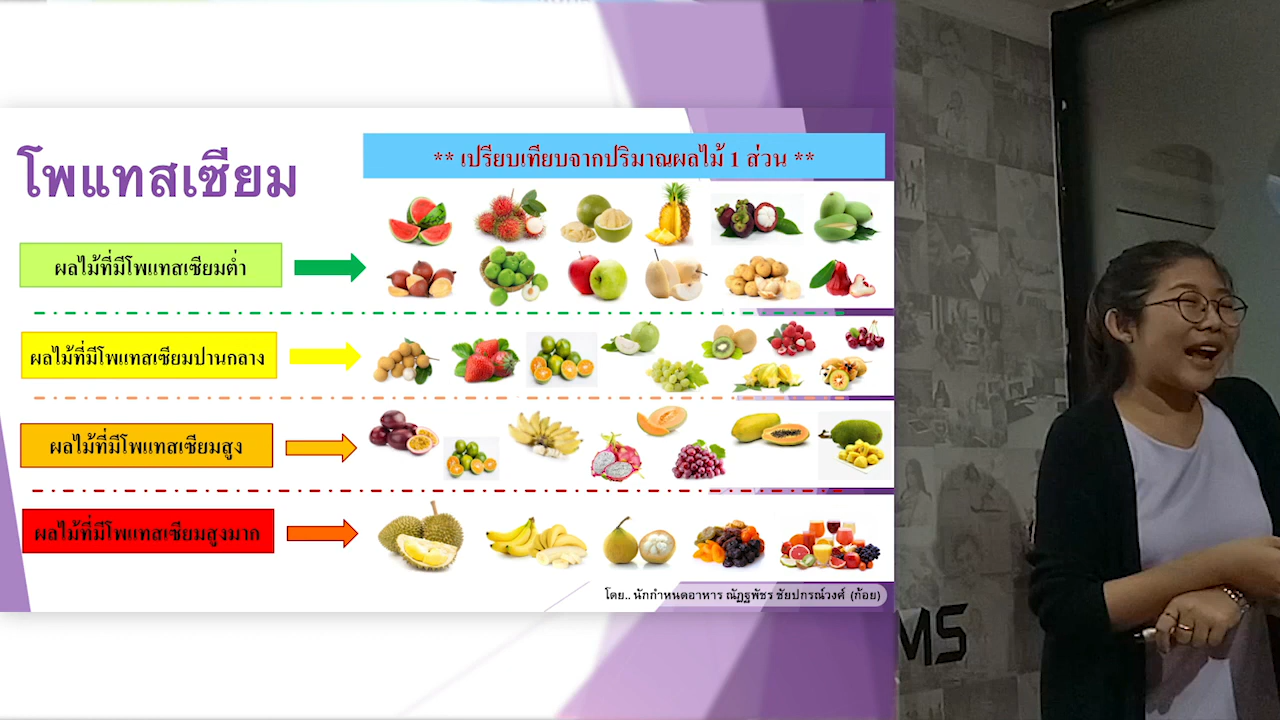 โพแทสเซียม
** เปรียบเทียบจากปริมาณผลไม้ 1 ส่วน **
ผลไม้ที่มีโพแทสเซียมต่ำ
ผลไม้ที่มีโพแทสเซียมปานกลาง
ผลไม้ที่มีโพแทสเซียมสูง
ผลไม้ที่มีโพแทสเซียมสูงมาก
โดย.. นักกำหนดอาหาร ณัฏฐพัชร ชัยปกรณ์วงศ์ (ก้อย)
MS